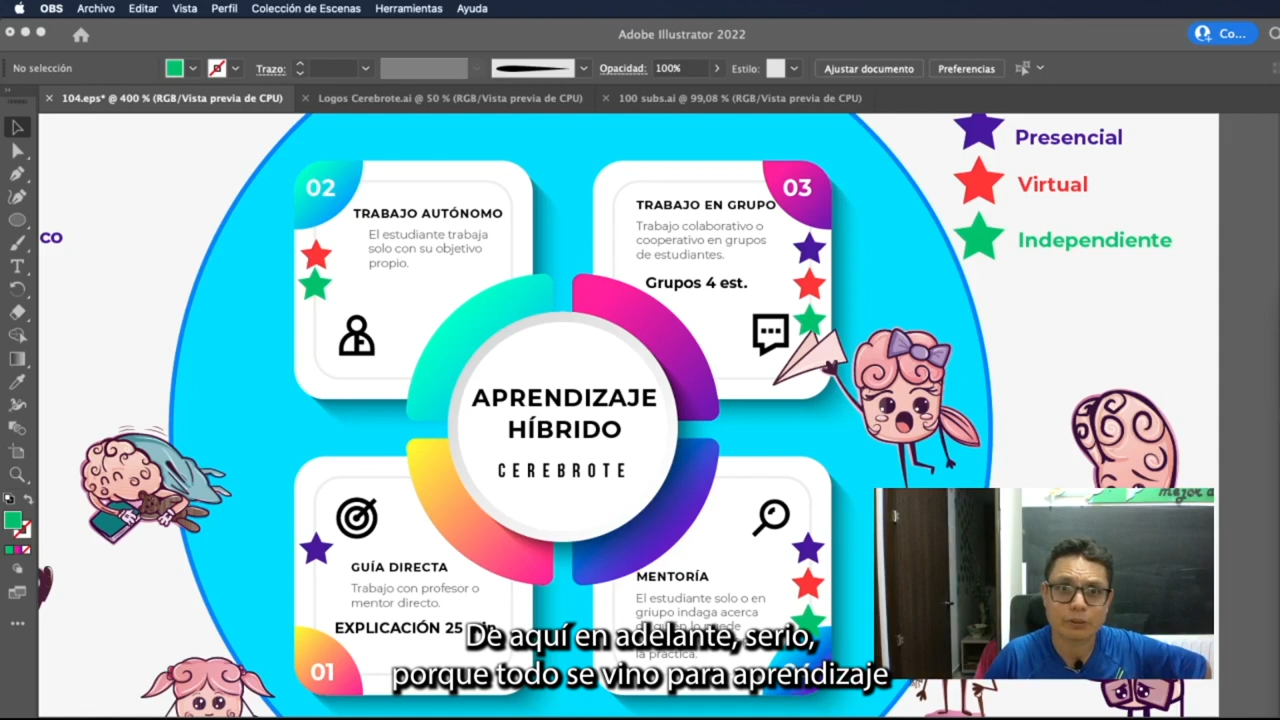 OBS Archivo Editar Vista Perfil Colección de Escenas Herramientas Ayuda
Adobe Illustrator 2022
Co...
No selección Trazo: Opacidad: 100% Estilo: Ajustar documento Preferencias
104.eps* @ 400 % (RGB/Vista previa de CPU) Logos Cerebrote.ai @ 50 % (RGB/Vista previa de CPU) 100 subs.ai @ 99,08 % (RGB/Vista previa de CPU)
Presencial
Virtual
Independiente
co
02
TRABAJO AUTÓNOMO
El estudiante trabaja
solo con su objetivo
propio.
03
TRABAJO EN GRUPO
Trabajo colaborativo o
cooperativo en grupos
de estudiantes.
Grupos 4 est.
APRENDIZAJE
HÍBRIDO
CEREBROTE
GUÍA DIRECTA
Trabajo con profesor o
mentor directo.
EXPLICACIÓN 25
01
MENTORÍA
El estudiante solo o en
griupo indaga acerca
la práctica.
mejor
De aquí en adelante, serio,
porque todo se vino para aprendizaje